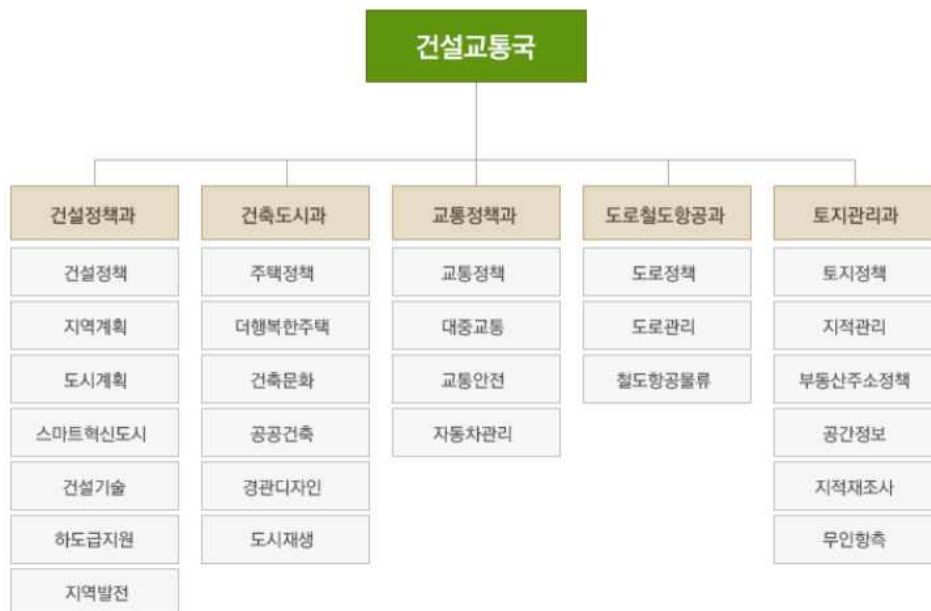 건설교통국
건설정책과
건설정책
지역계획
도시계획
스마트혁신도시
건설기술
하도급지원
지역발전
건축도시과
주택정책
더행복한주택
건축문화
공공건축
경관디자인
도시재생
교통정책과
교통정책
대중교통
교통안전
자동차관리
도로철도항공과
도로정책
도로관리
철도항공물류
토지관리과
토지정책
지적관리
부동산주소정책
공간정보
지적재조사
무인항측